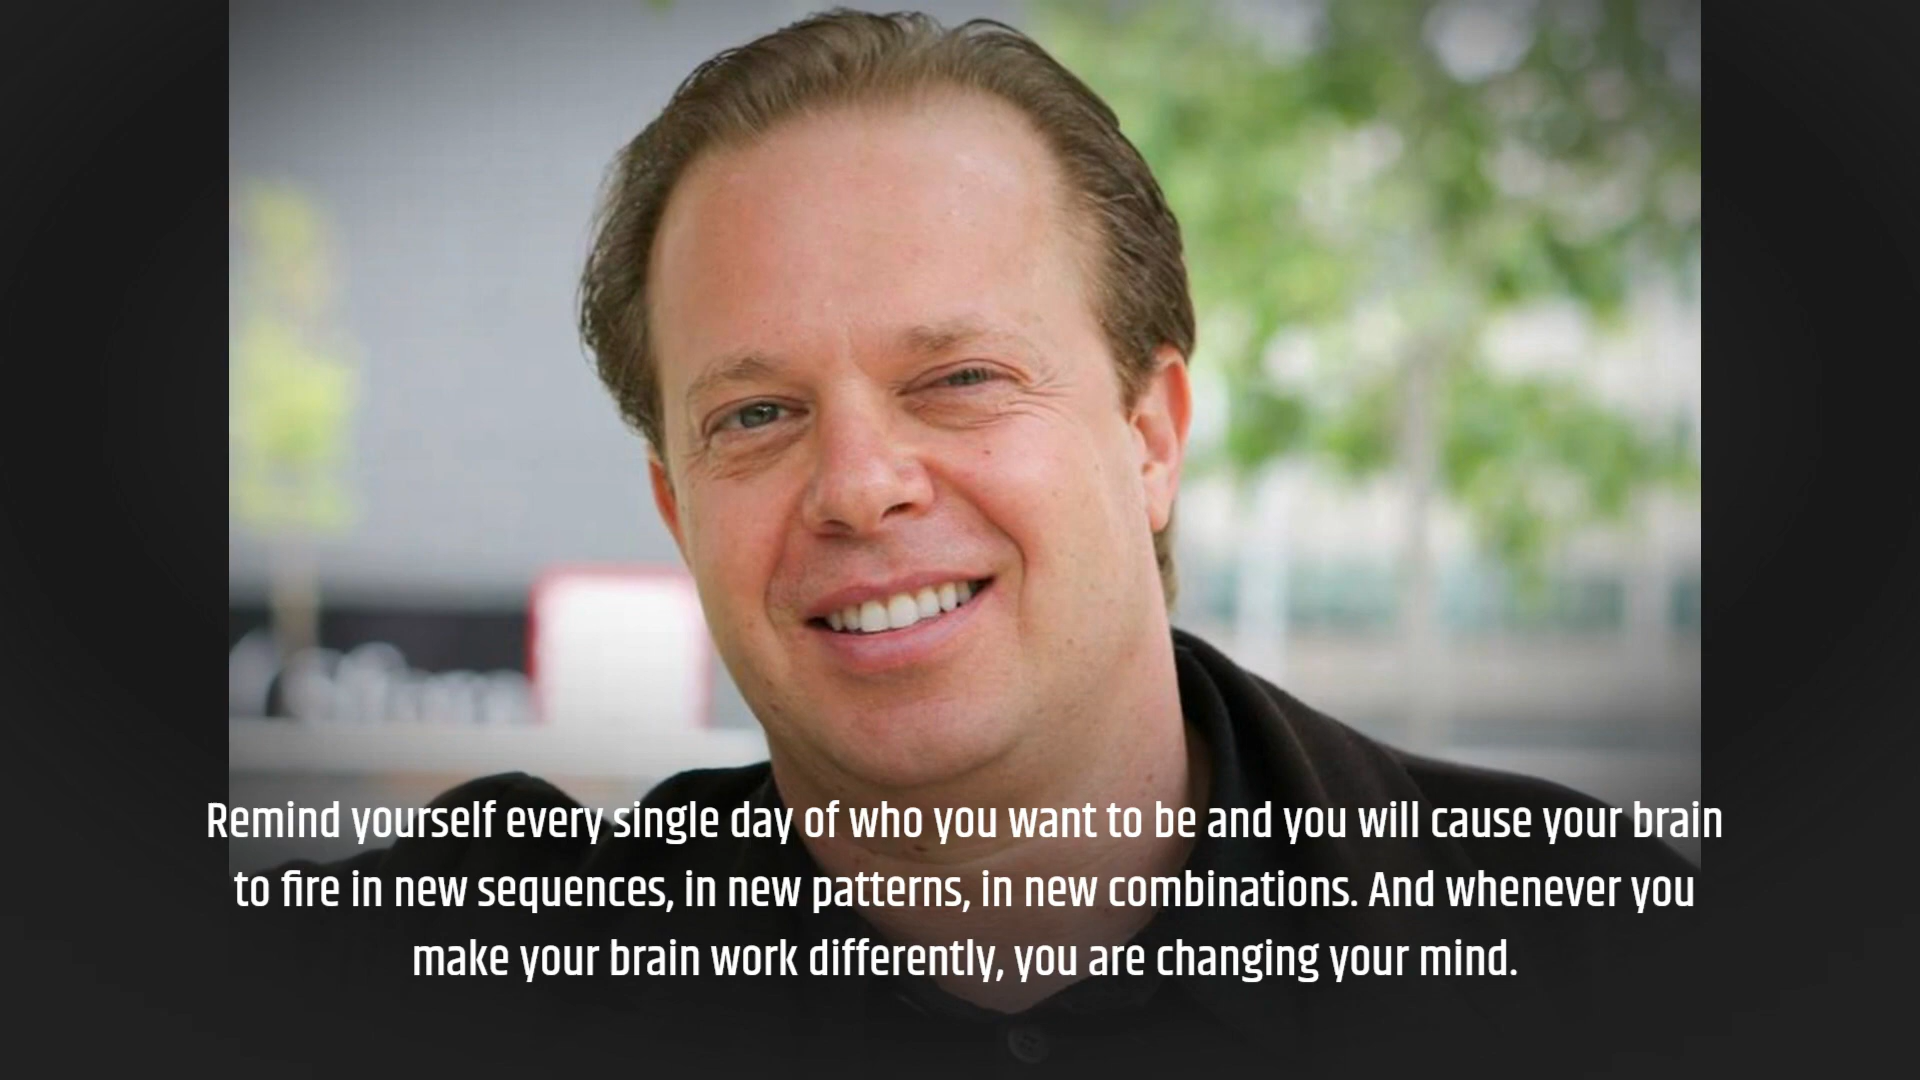 Remind yourself every single day of who you want to be and you will cause your brain
to fire in new sequences, in new patterns, in new combinations. And whenever you
make your brain work differently, you are changing your mind.